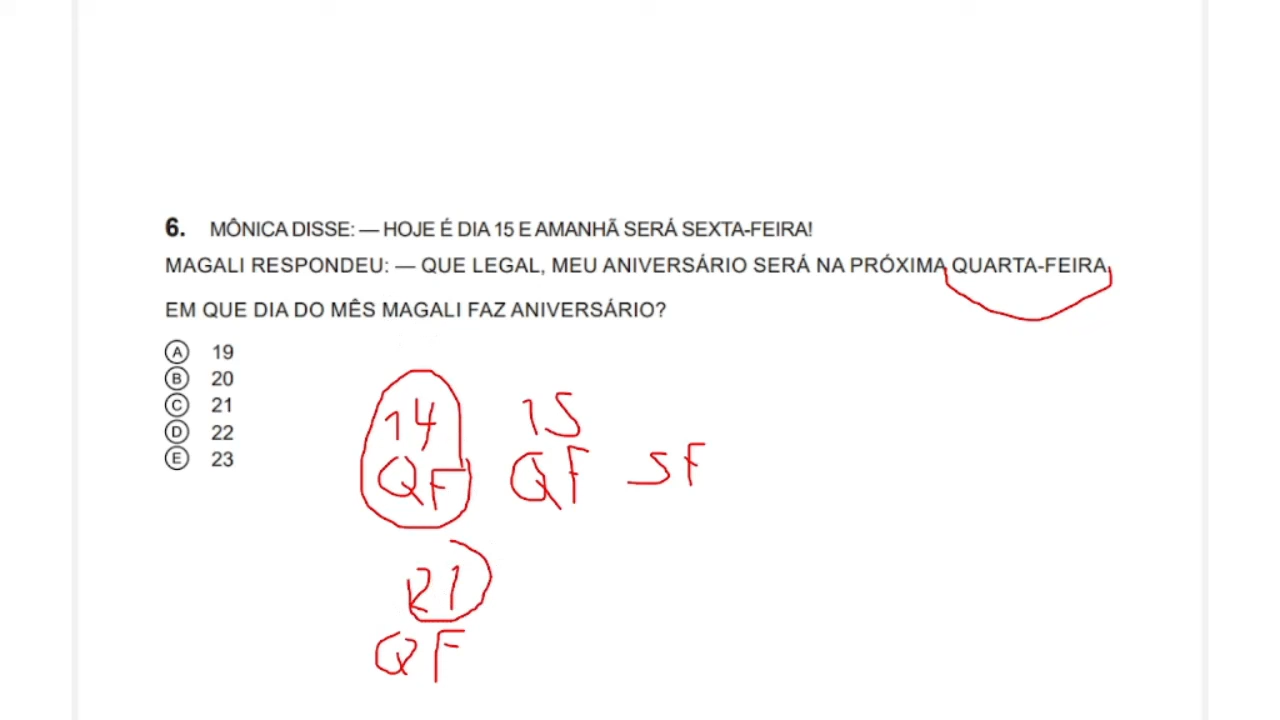 6. MÔNICA DISSE: — HOJE É DIA 15 E AMANHÃ SERÁ SEXTA-FEIRA!
MAGALI RESPONDEU: — QUE LEGAL, MEU ANIVERSÁRIO SERÁ NA PRÓXIMA QUARTA-FEIRA.
EM QUE DIA DO MÊS MAGALI FAZ ANIVERSÁRIO?
A 19
B 20
C 21
D 22
E 23
14 15
QF QF SF
21
QF